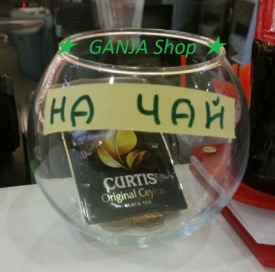 ★ GANJA Shop ★
НА ЧАЙ
CURTIS
Original Ceylon
BLACK TEA